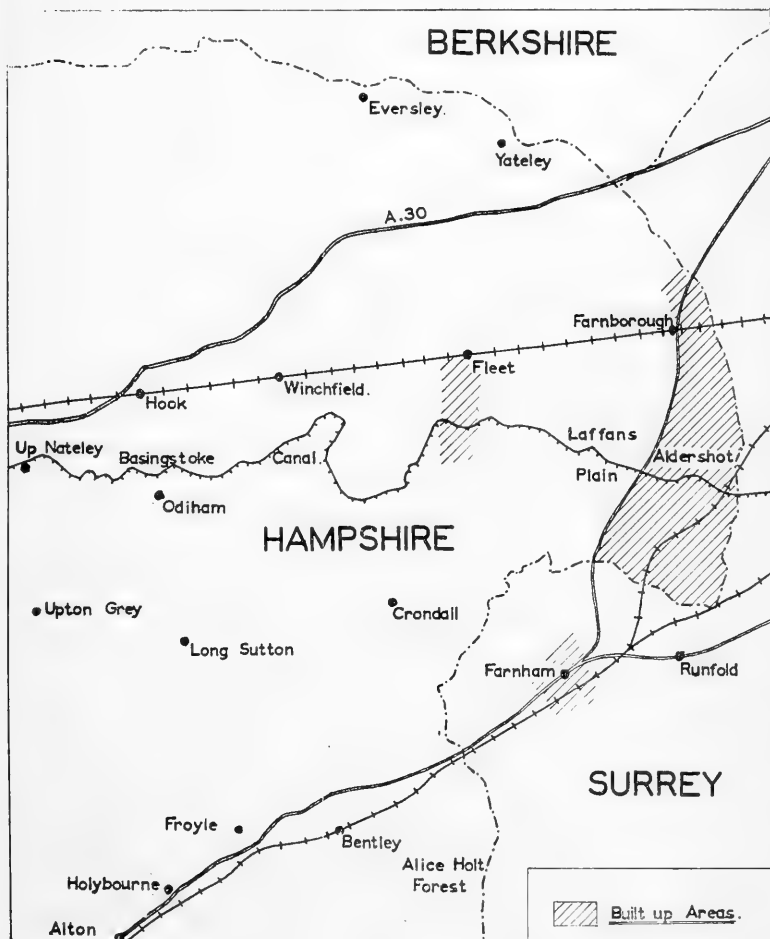 BERKSHIRE
Eversley.
Yateley
A.30
Farnborough
Fleet
Winchfield.
Hook
Up Nateley
Basingstoke Canal.
Laffans
Plain
Aldershot
Odiham
HAMPSHIRE
Upton Grey
Crondall
Long Sutton
Farnham
Runfold
SURREY
Froyle
Bentley
Alice Holt
Forest
Holybourne
Alton
Built up Areas.